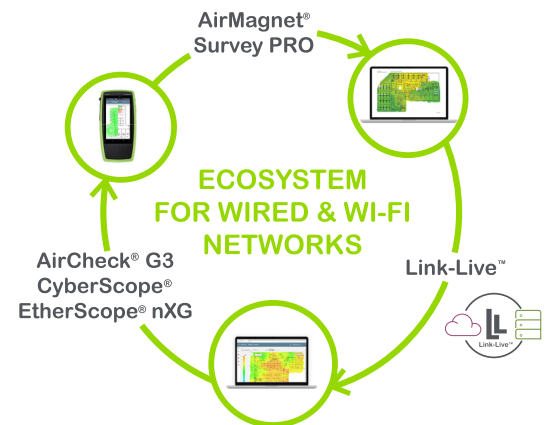 AirMagnet®
Survey PRO
ECOSYSTEM
FOR WIRED & WI-FI
NETWORKS
AirCheck® G3
CyberScope®
EtherScope® nXG
Link-Live™
Link-Live™